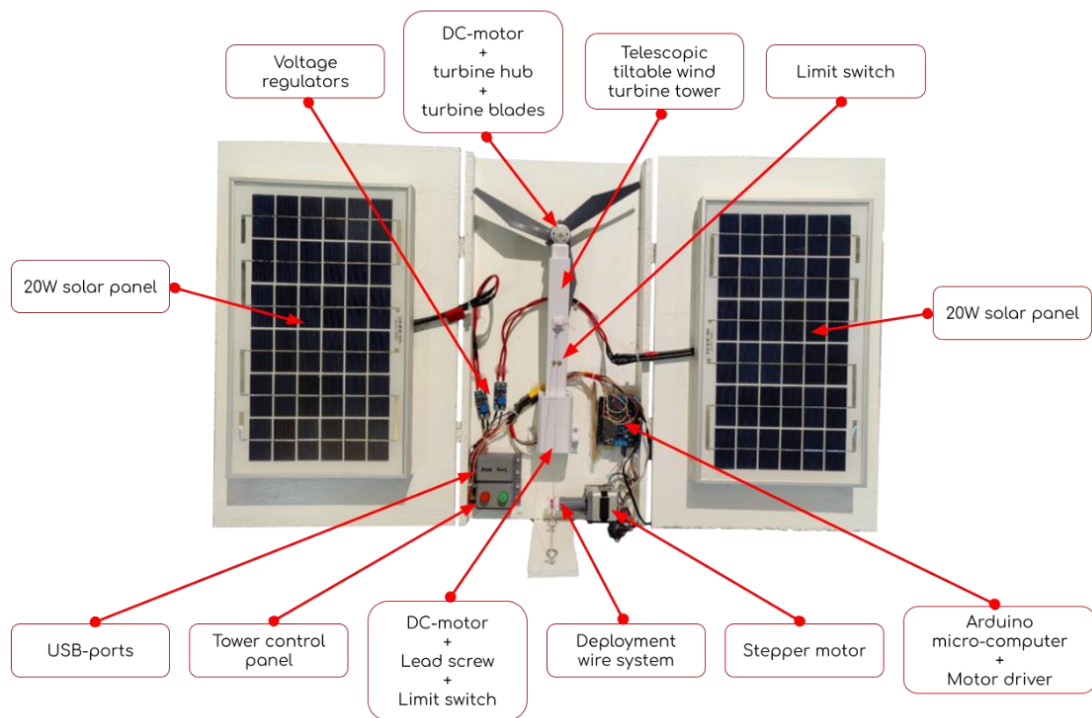 DC-motor
+
turbine hub
+
turbine blades
Voltage
regulators
Telescopic
tiltable wind
turbine tower
Limit switch
20W solar panel
20W solar panel
USB-ports
Tower control
panel
DC-motor
+
Lead screw
+
Limit switch
Deployment
wire system
Stepper motor
Arduino
micro-computer
+
Motor driver